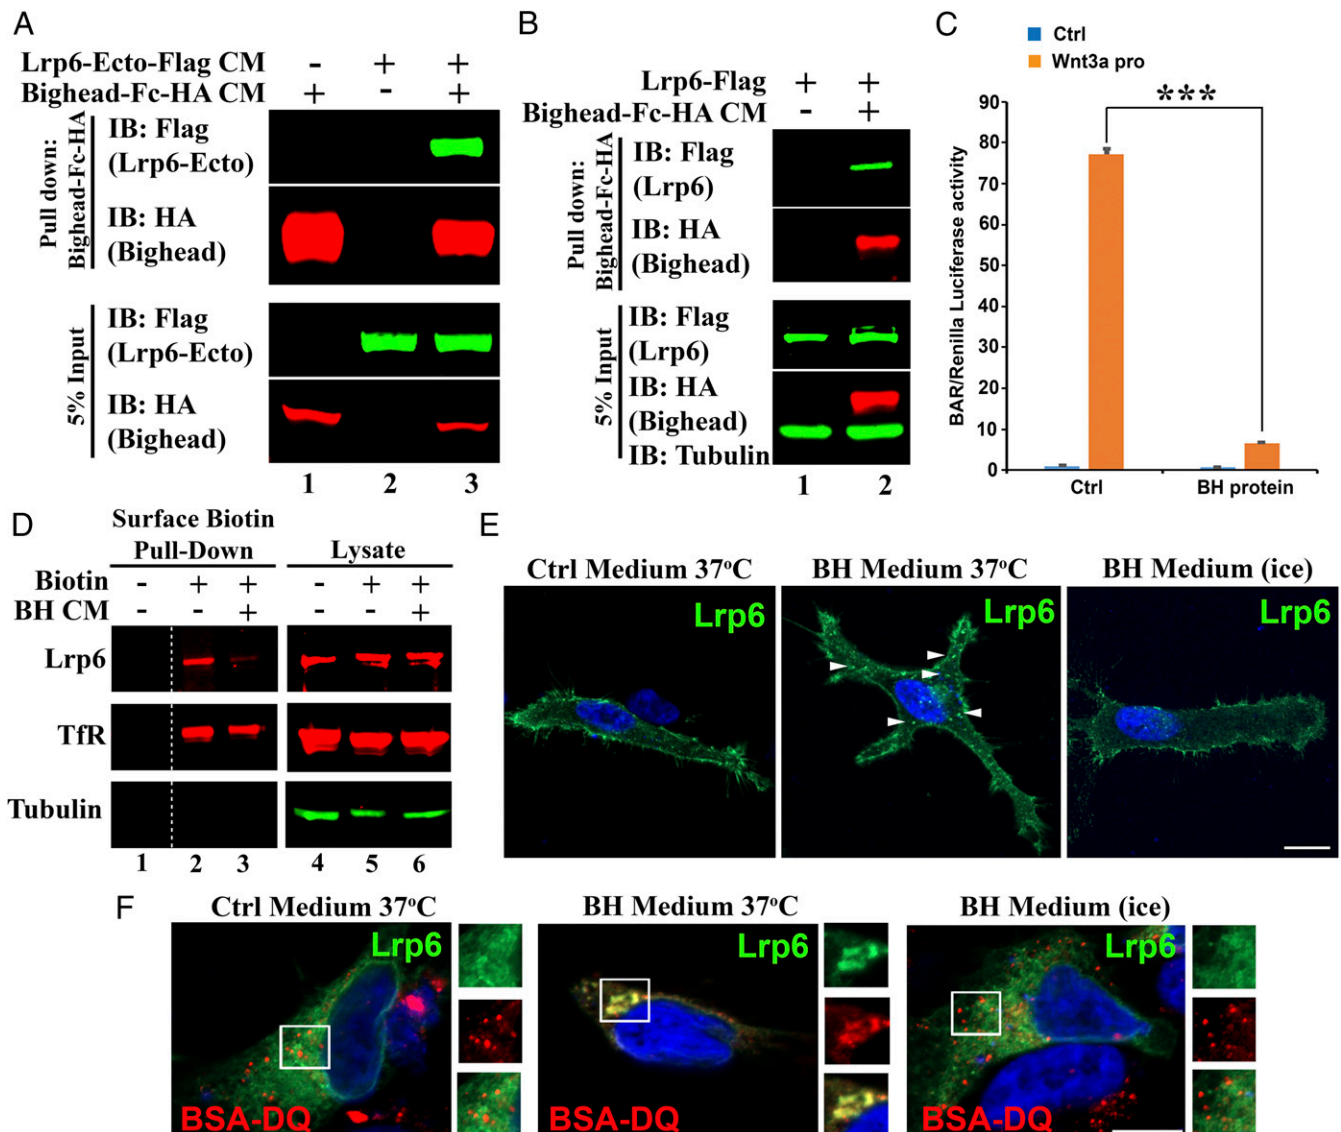 A
Lrp6-Ecto-Flag CM - + +
Bighead-Fc-HA CM + - +
Pull down:
Bighead-Fc-HA
IB: Flag
(Lrp6-Ecto)
IB: HA
(Bighead)
5% Input
IB: Flag
(Lrp6-Ecto)
IB: HA
(Bighead)
1 2 3
B
Lrp6-Flag + +
Bighead-Fc-HA CM - +
Pull down:
Bighead-Fc-HA
IB: Flag
(Lrp6)
IB: HA
(Bighead)
5% Input
IB: Flag
(Lrp6)
IB: HA
(Bighead)
IB: Tubulin
1 2
C
Ctrl
Wnt3a pro
BAR/Renilla Luciferase activity
90
80
70
60
50
40
30
20
10
0
***
Ctrl BH protein
D
Surface Biotin
Pull-Down Lysate
Biotin - + + - + +
BH CM - - + - - +
Lrp6
TfR
Tubulin
1 2 3 4 5 6
E
Ctrl Medium 37°C BH Medium 37°C BH Medium (ice)
Lrp6 Lrp6 Lrp6
F
Ctrl Medium 37°C BH Medium 37°C BH Medium (ice)
Lrp6 Lrp6 Lrp6
BSA-DQ BSA-DQ BSA-DQ